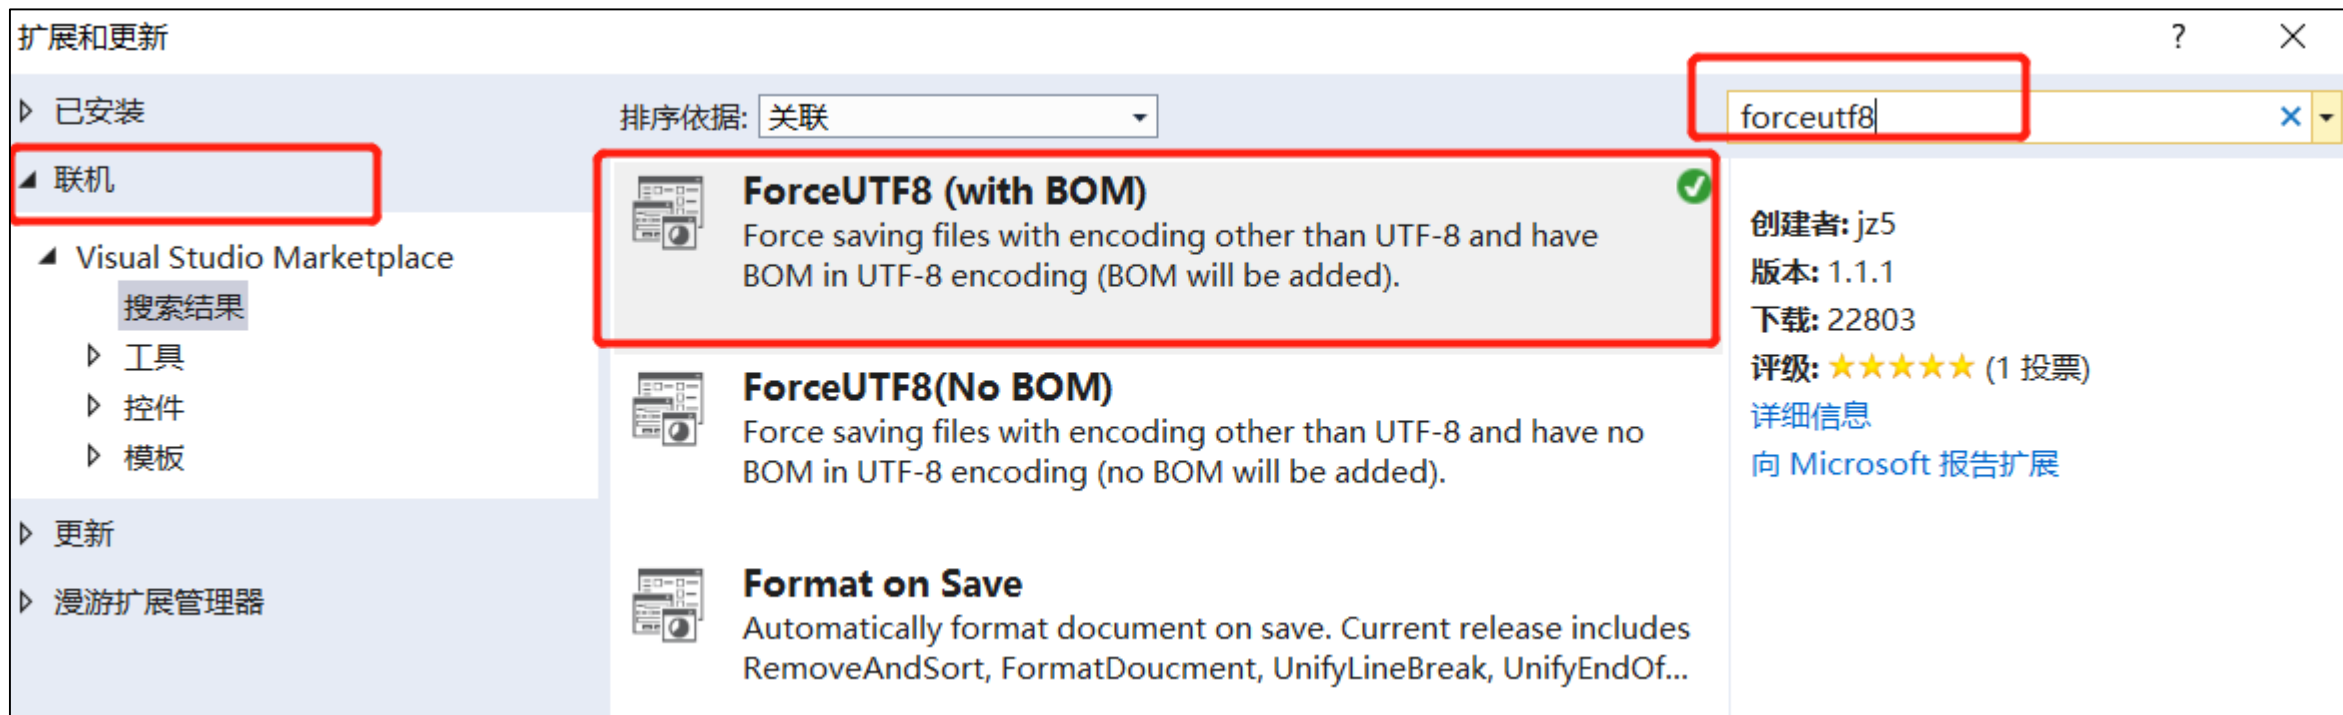 扩展和更新
?
已安装
联机
Visual Studio Marketplace
搜索结果
工具
控件
模板
更新
漫游扩展管理器
排序依据: 关联
forceutf8
ForceUTF8 (with BOM)
Force saving files with encoding other than UTF-8 and have
BOM in UTF-8 encoding (BOM will be added).
ForceUTF8(No BOM)
Force saving files with encoding other than UTF-8 and have no
BOM in UTF-8 encoding (no BOM will be added).
Format on Save
Automatically format document on save. Current release includes
RemoveAndSort, FormatDoucment, UnifyLineBreak, UnifyEndOf...
创建者: jz5
版本: 1.1.1
下载: 22803
评级: ★★★★★ (1 投票)
详细信息
向 Microsoft 报告扩展